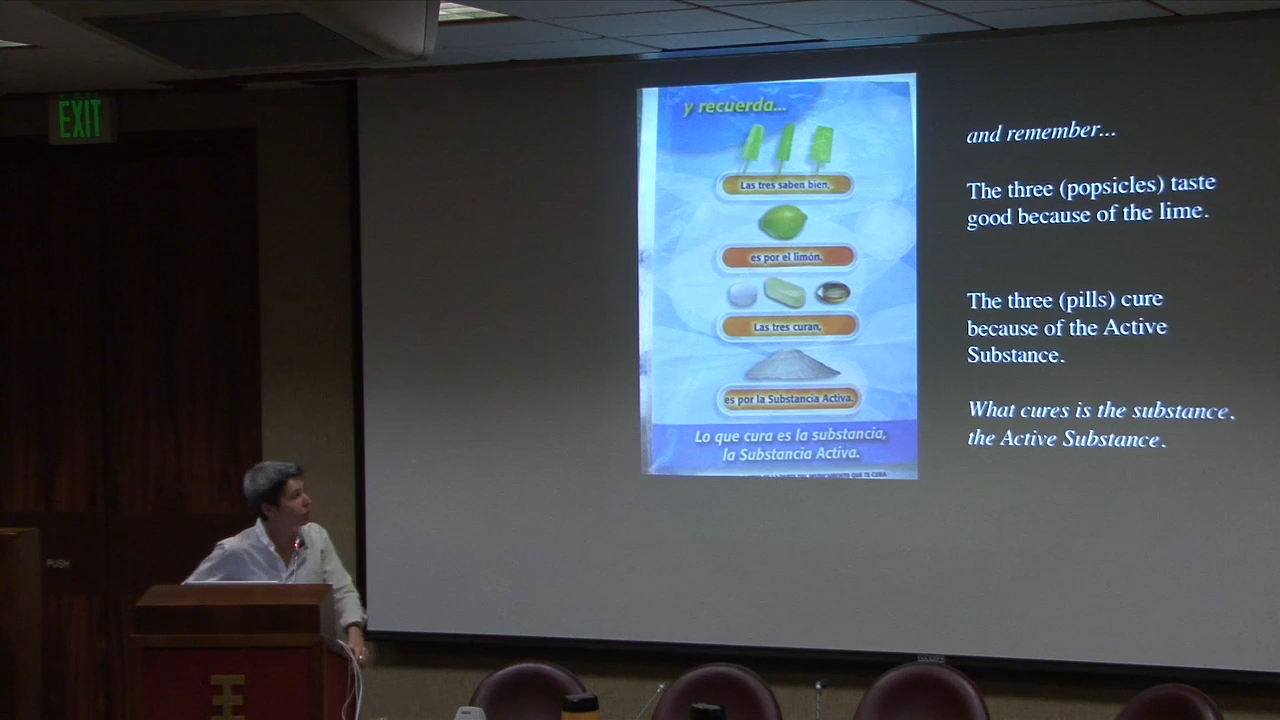 EXIT
y recuerda...
Las tres saben bien,
es por el limón.
Las tres curan,
es por la Substancia Activa.
Lo que cura es la substancia,
la Substancia Activa.
and remember...
The three (popsicles) taste
good because of the lime.
The three (pills) cure
because of the Active
Substance.
What cures is the substance,
the Active Substance.
PUSH